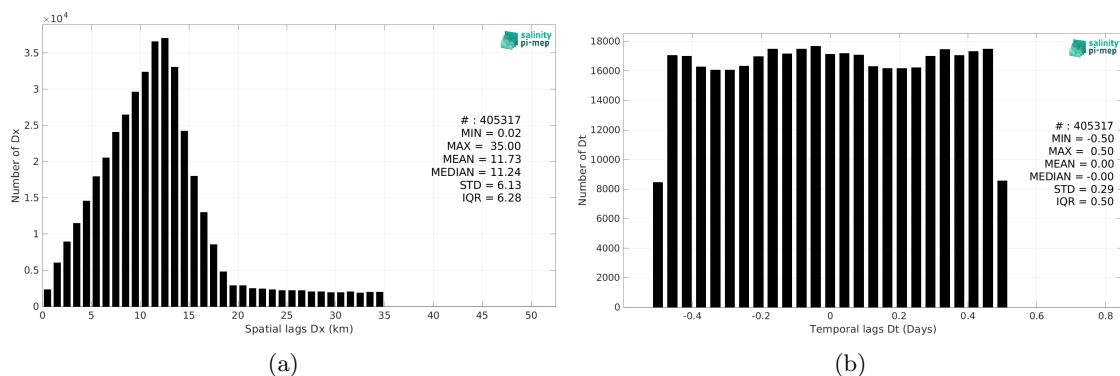 ×10⁴
3.5
3
2.5
2
1.5
1
0.5
0
Number of Dx
0 5 10 15 20 25 30 35 40 45 50
Spatial lags Dx (km)
salinity
pi-mep
# : 405317
MIN = 0.02
MAX = 35.00
MEAN = 11.73
MEDIAN = 11.24
STD = 6.13
IQR = 6.28
(a)
18000
16000
14000
12000
10000
8000
6000
4000
2000
0
Number of Dt
-0.4 -0.2 0 0.2 0.4 0.6 0.8
Temporal lags Dt (Days)
salinity
pi-mep
# : 405317
MIN = -0.50
MAX = 0.50
MEAN = 0.00
MEDIAN = -0.00
STD = 0.29
IQR = 0.50
(b)